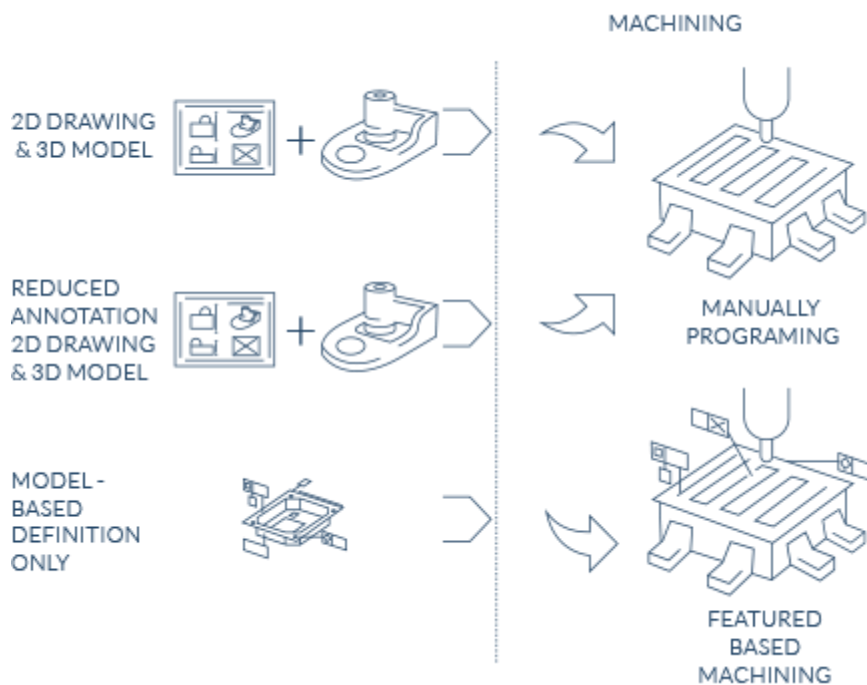 MACHINING
2D DRAWING
& 3D MODEL
REDUCED
ANNOTATION
2D DRAWING
& 3D MODEL
MANUALLY
PROGRAMING
MODEL -
BASED
DEFINITION
ONLY
FEATURED
BASED
MACHINING